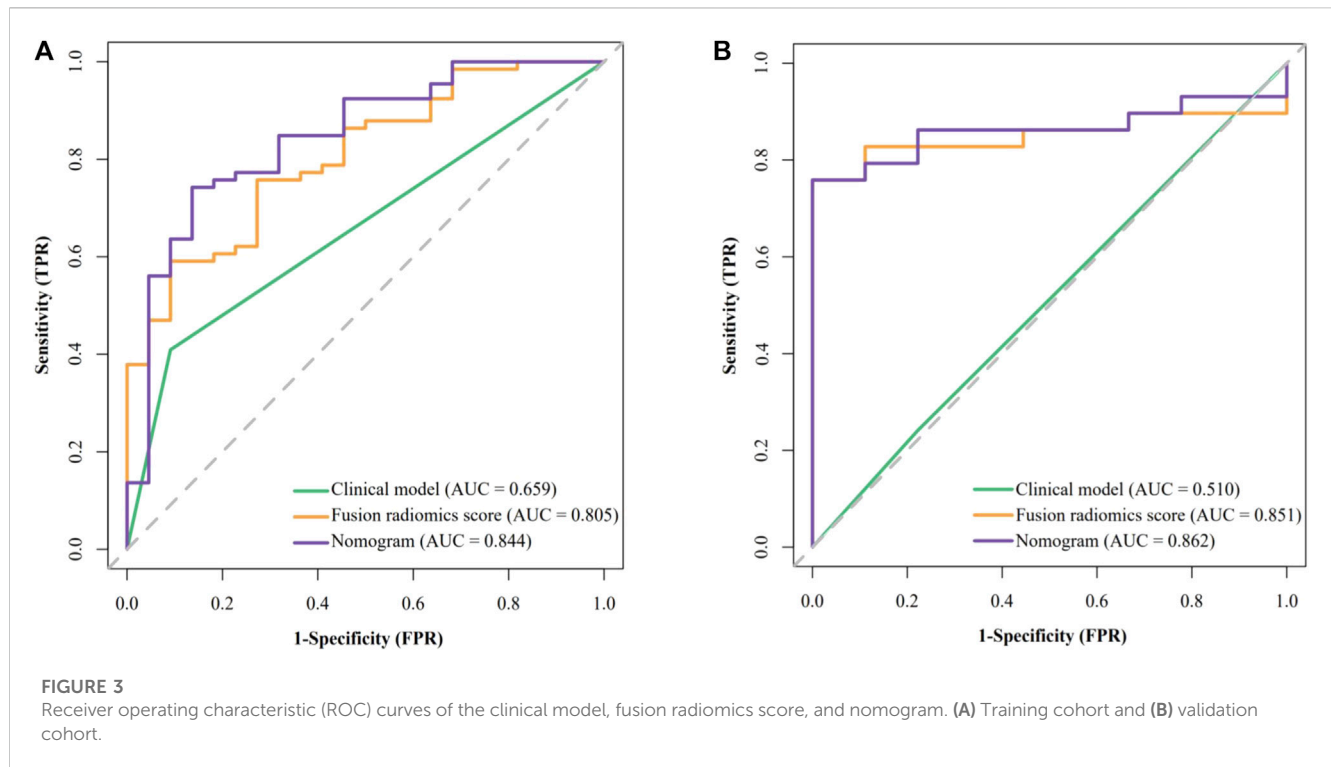 A
1.0
0.8
0.6
0.4
0.2
0.0
Sensitivity (TPR)
Clinical model (AUC = 0.659)
Fusion radiomics score (AUC = 0.805)
Nomogram (AUC = 0.844)
0.0 0.2 0.4 0.6 0.8 1.0
1-Specificity (FPR)
B
1.0
0.8
0.6
0.4
0.2
0.0
Sensitivity (TPR)
Clinical model (AUC = 0.510)
Fusion radiomics score (AUC = 0.851)
Nomogram (AUC = 0.862)
0.0 0.2 0.4 0.6 0.8 1.0
1-Specificity (FPR)
FIGURE 3
Receiver operating characteristic (ROC) curves of the clinical model, fusion radiomics score, and nomogram. (A) Training cohort and (B) validation
cohort.